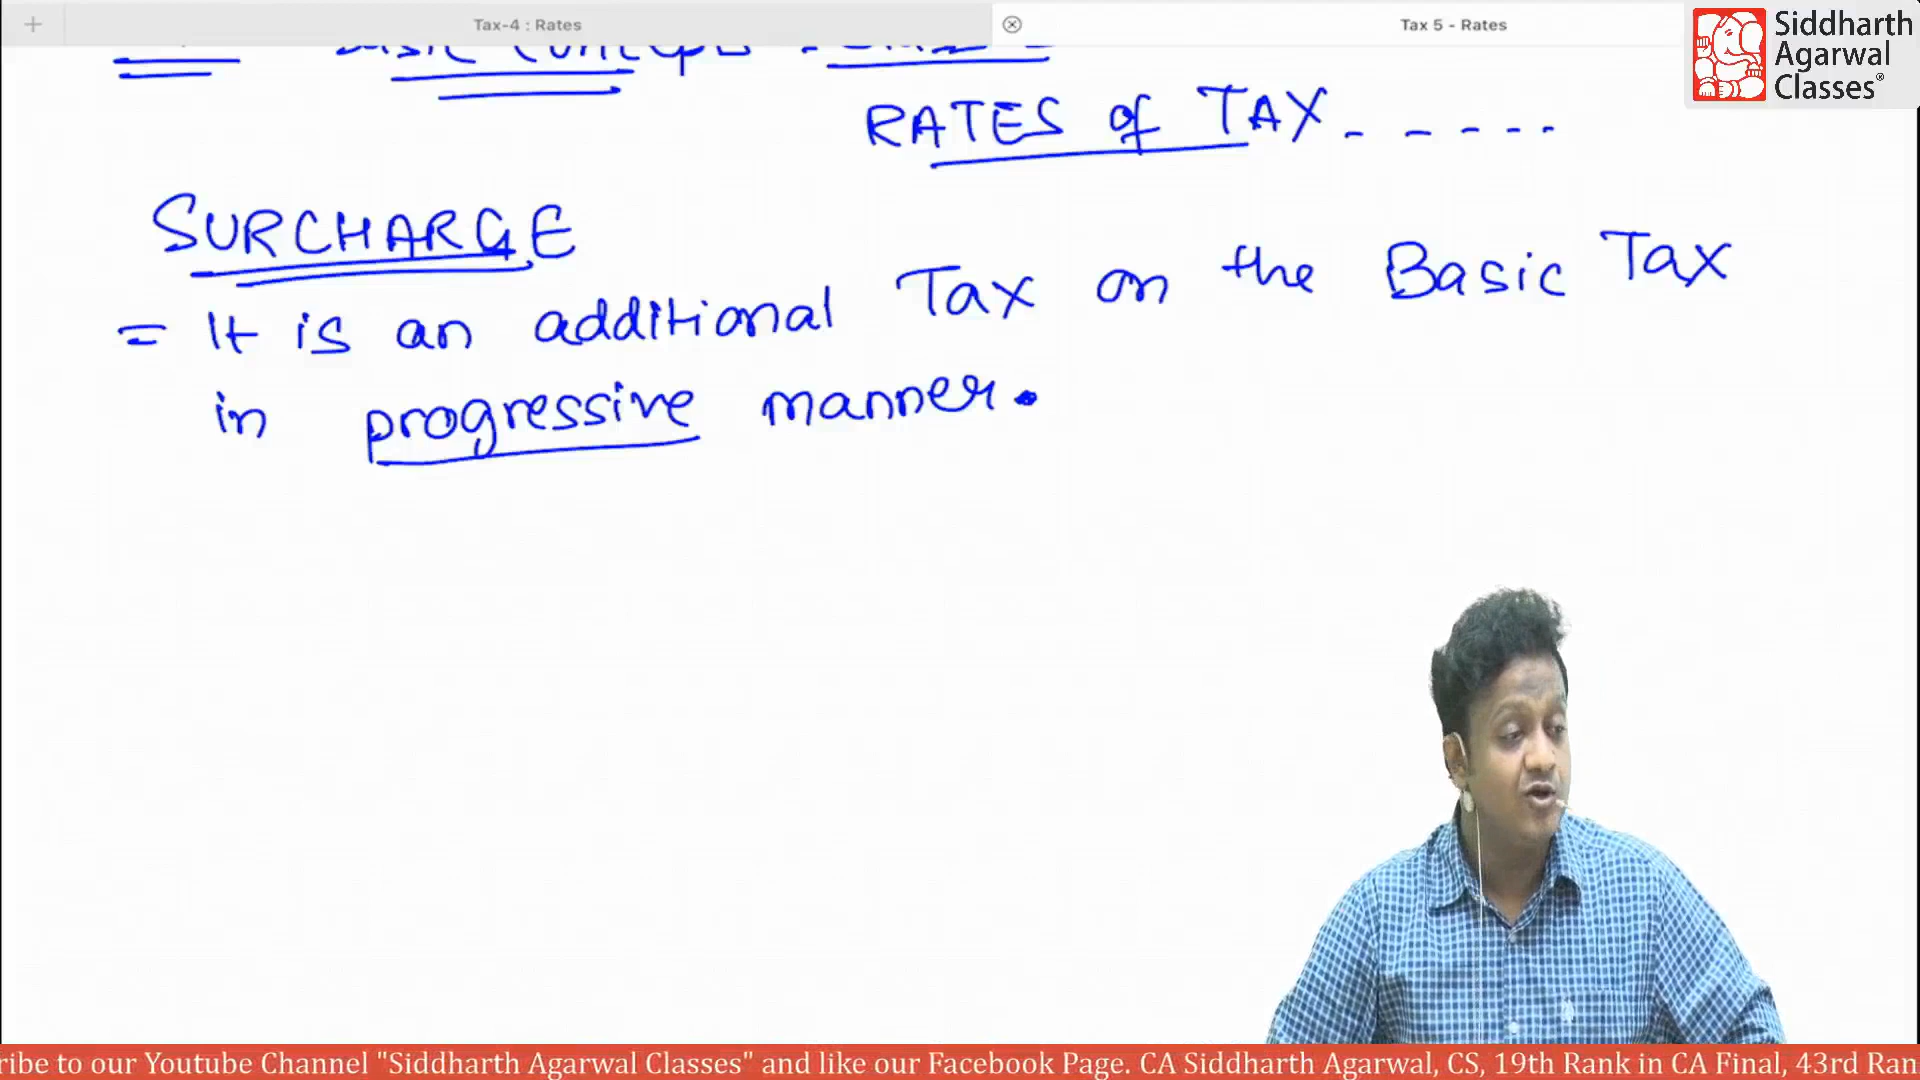 Tax-4 : Rates
Tax 5 - Rates
Siddharth
Agarwal
Classes®
RATES of TAX - - - - -
SURCHARGE
= It is an additional Tax on the Basic Tax
in progressive manner.
ribe to our Youtube Channel "Siddharth Agarwal Classes" and like our Facebook Page. CA Siddharth Agarwal, CS, 19th Rank in CA Final, 43rd Ran